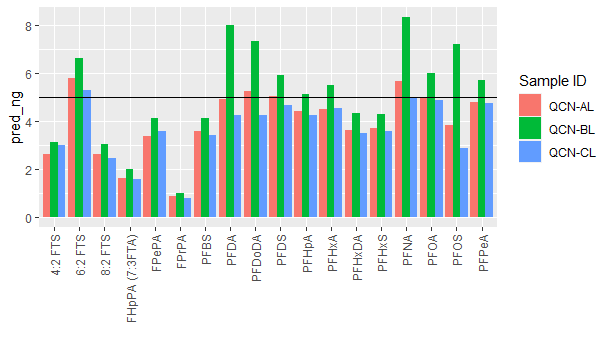 8
6
4
2
0
pred_ng
4:2 FTS
6:2 FTS
8:2 FTS
FHpPA (7:3FTA)
FPePA
FPrPA
PFBS
PFDA
PFDoDA
PFDS
PFHpA
PFHxA
PFHxDA
PFHxS
PFNA
PFOA
PFOS
PFPeA
Sample ID
QCN-AL
QCN-BL
QCN-CL